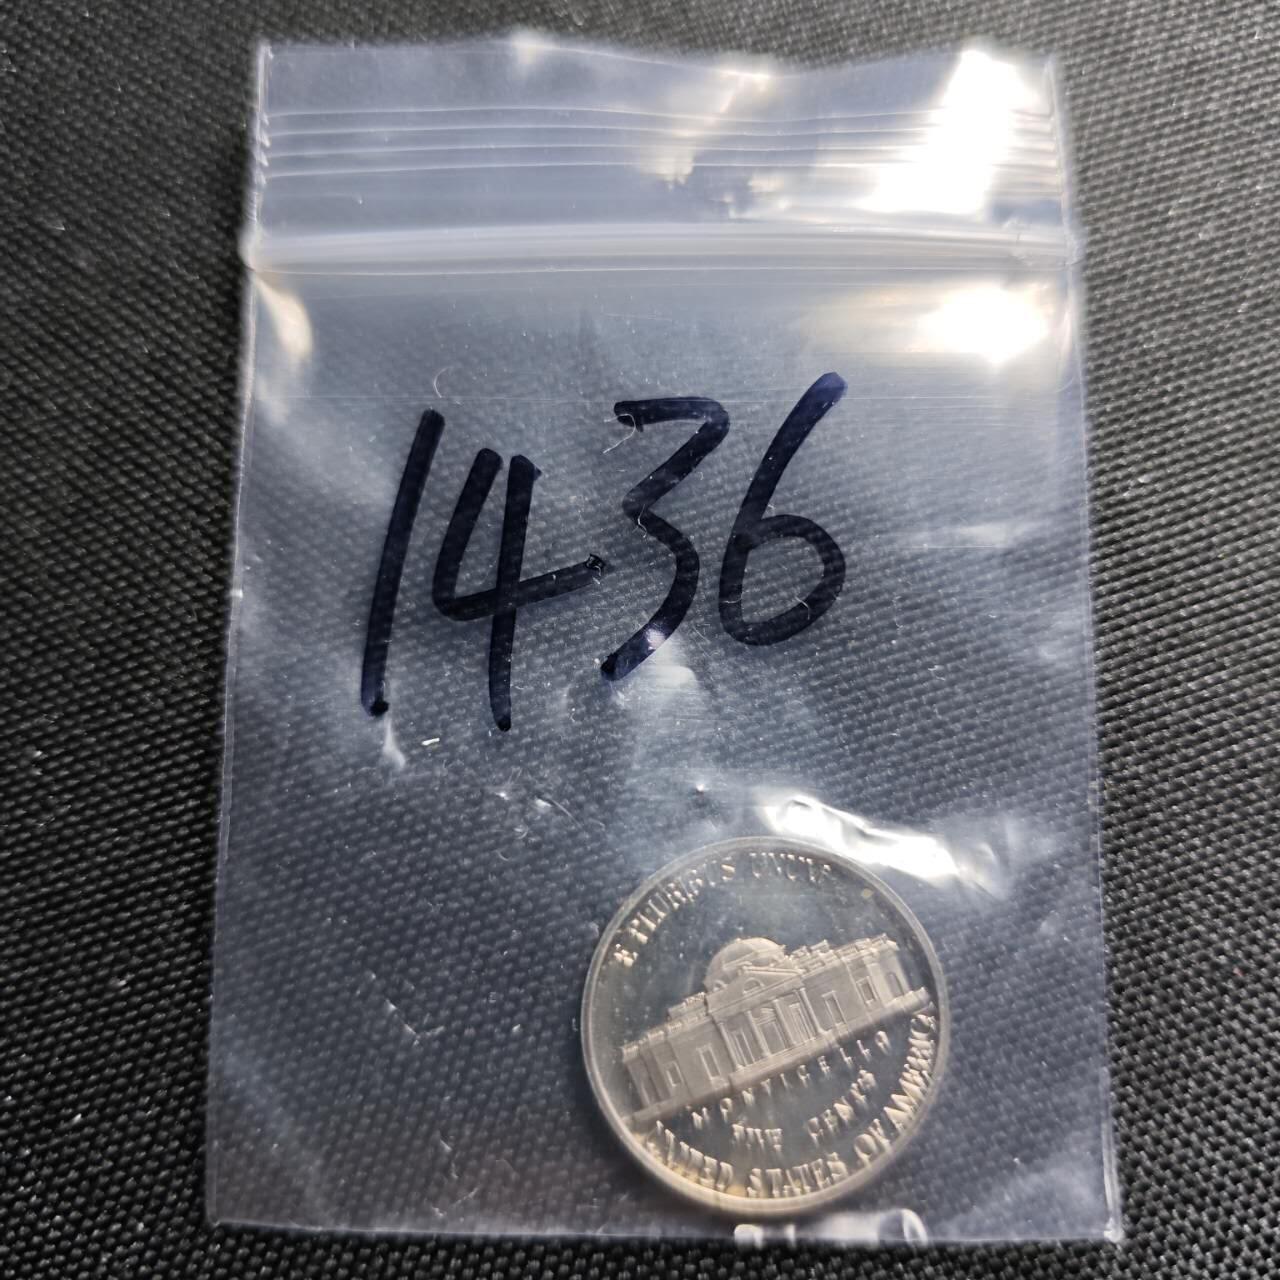 1436
E PLURIBUS UNUM
MONTICELLO
FIVE CENTS
UNITED STATES OF AMERICA